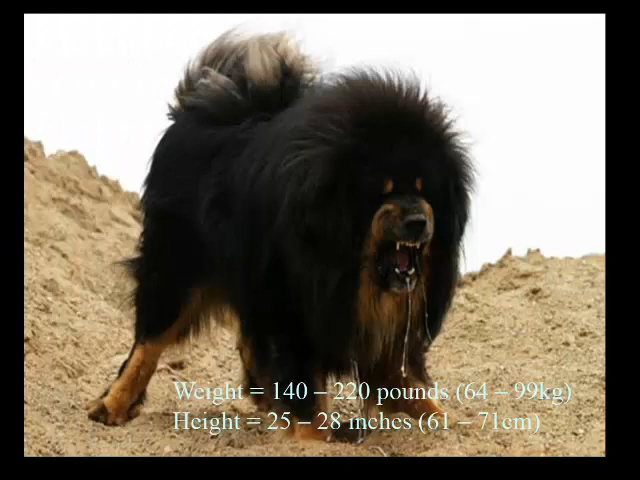 Weight = 140 – 220 pounds (64 – 99kg)
Height = 25 – 28 inches (61 – 71cm)